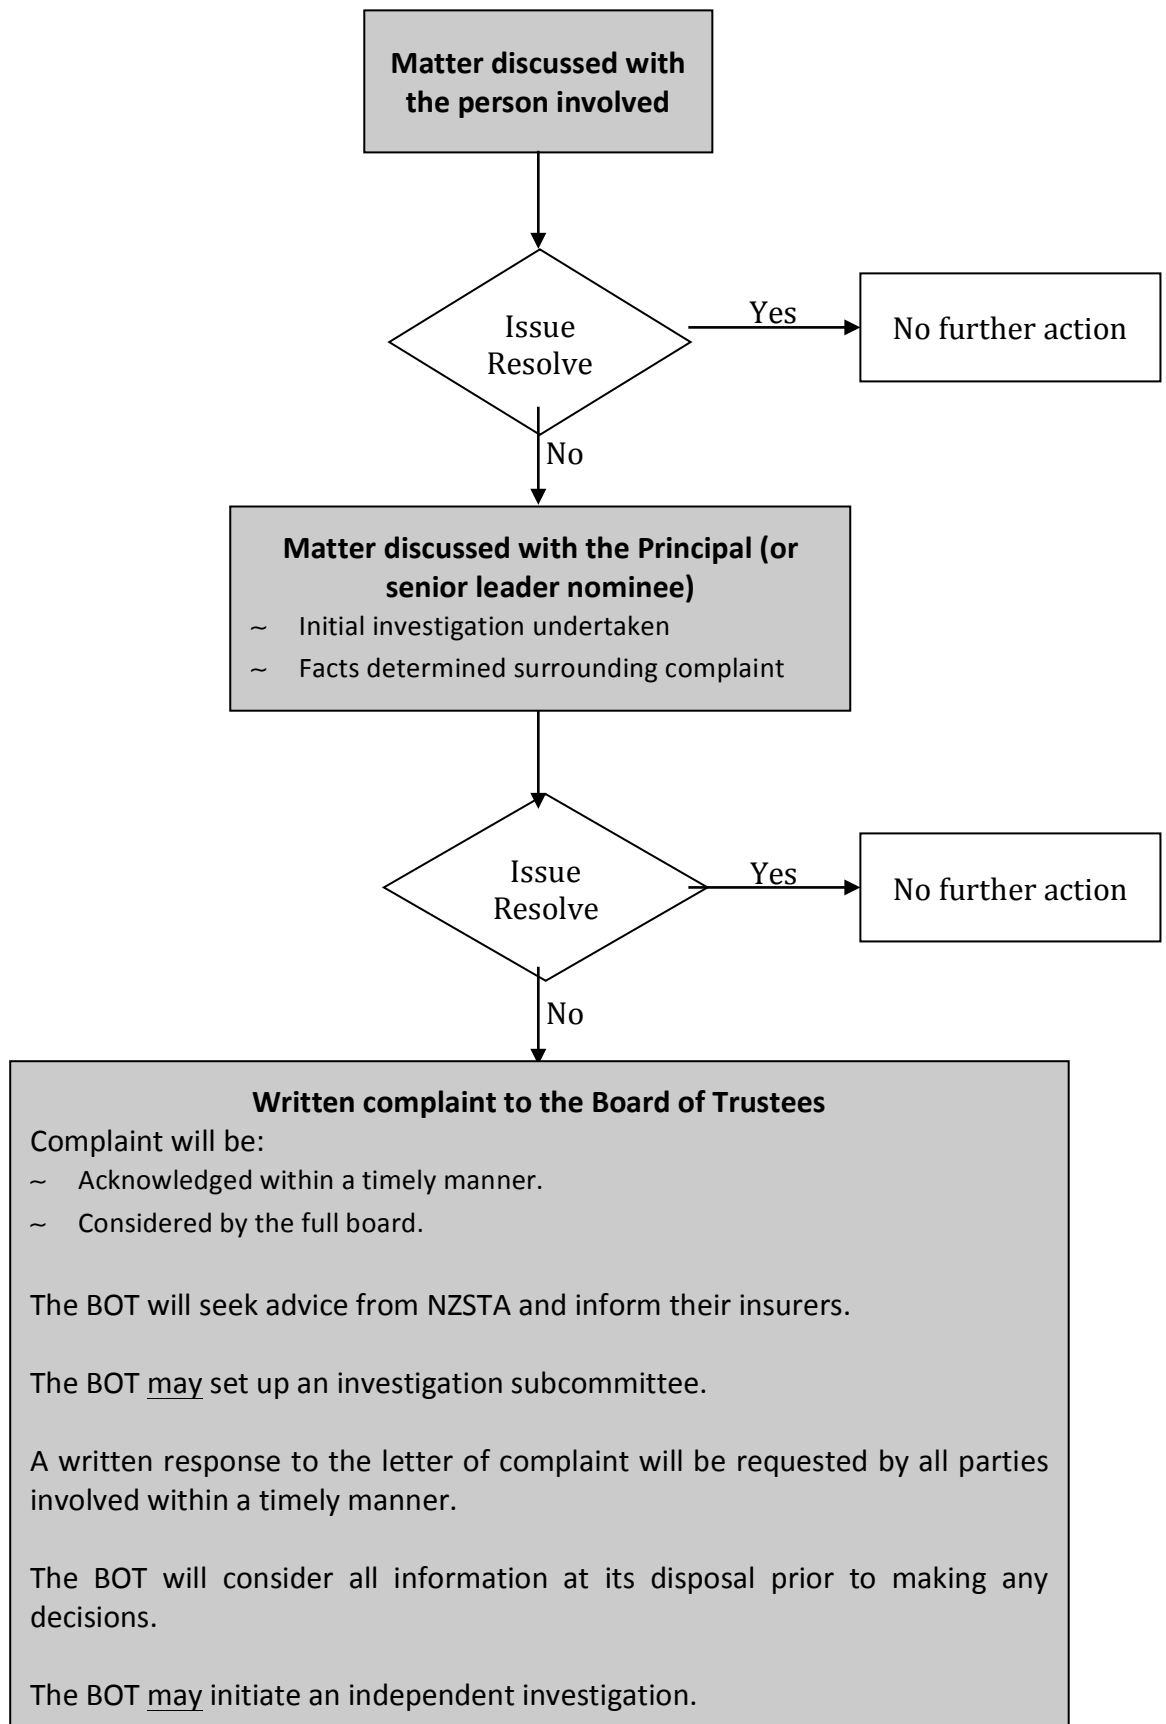 Matter discussed with
the person involved
Issue
Resolve
Yes
No further action
No
Matter discussed with the Principal (or
senior leader nominee)
~ Initial investigation undertaken
~ Facts determined surrounding complaint
Issue
Resolve
Yes
No further action
No
Written complaint to the Board of Trustees
Complaint will be:
~ Acknowledged within a timely manner.
~ Considered by the full board.
The BOT will seek advice from NZSTA and inform their insurers.
The BOT may set up an investigation subcommittee.
A written response to the letter of complaint will be requested by all parties
involved within a timely manner.
The BOT will consider all information at its disposal prior to making any
decisions.
The BOT may initiate an independent investigation.